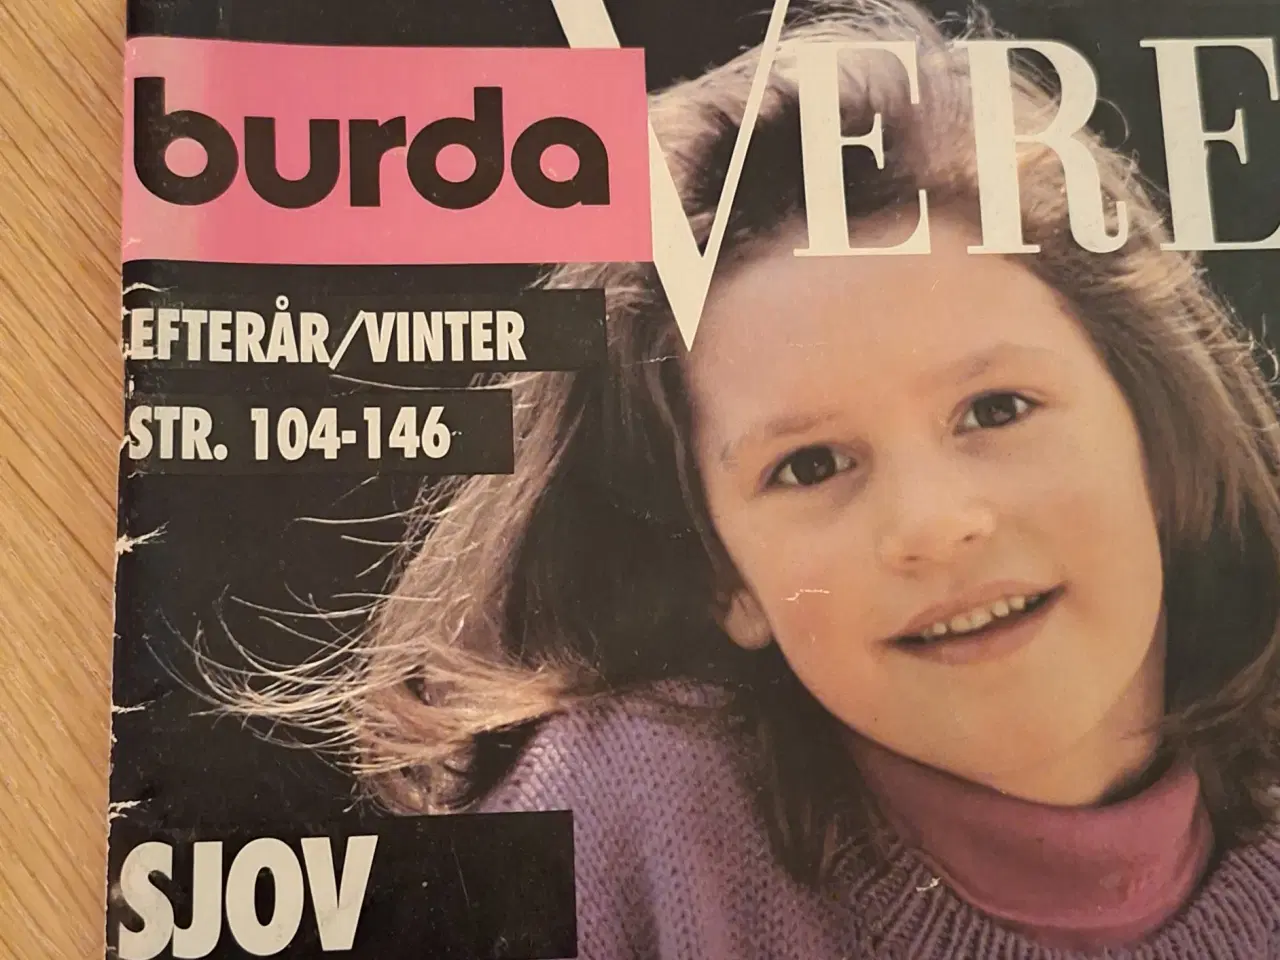 burda
VERE
EFTERÅR/VINTER
STR. 104-146
SJOV